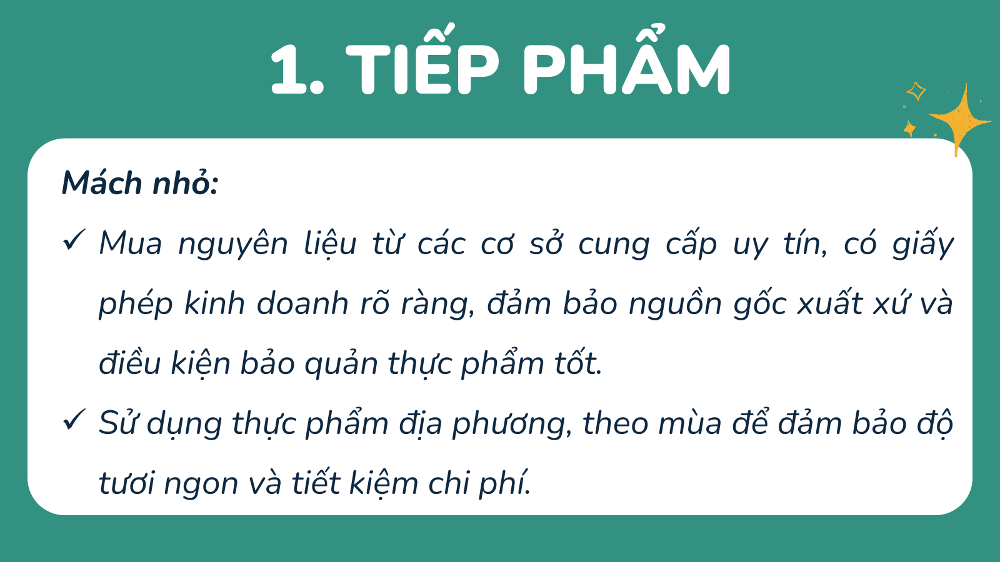 1. TIẾP PHẨM
Mách nhỏ:
✓ Mua nguyên liệu từ các cơ sở cung cấp uy tín, có giấy
phép kinh doanh rõ ràng, đảm bảo nguồn gốc xuất xứ và
điều kiện bảo quản thực phẩm tốt.
✓ Sử dụng thực phẩm địa phương, theo mùa để đảm bảo độ
tươi ngon và tiết kiệm chi phí.